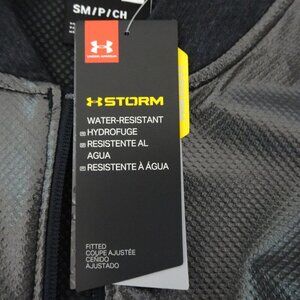 SM/P/CH
UNDER ARMOUR
STORM
WATER-RESISTANT
HYDROFUGE
RESISTENTE AL
AGUA
RESISTENTE À ÁGUA
FITTED
COUPE AJUSTÉE
CEÑIDO
AJUSTADO